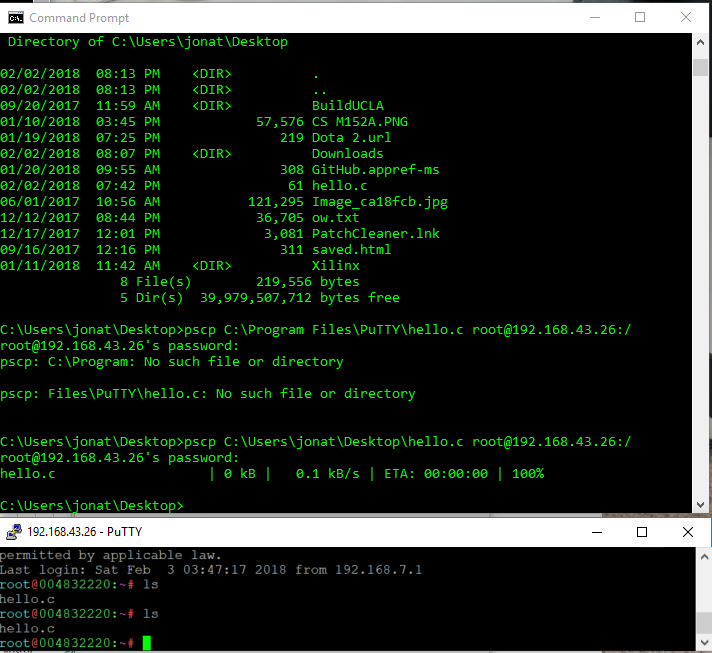 Command Prompt
Directory of C:\Users\jonat\Desktop
02/02/2018 08:13 PM <DIR> .
02/02/2018 08:13 PM <DIR> ..
09/20/2017 11:59 AM <DIR> BuildUCLA
01/10/2018 03:45 PM 57,576 CS M152A.PNG
01/19/2018 07:25 PM 219 Dota 2.url
02/02/2018 08:07 PM <DIR> Downloads
01/20/2018 09:55 AM 308 GitHub.appref-ms
02/02/2018 07:42 PM 61 hello.c
06/01/2017 10:56 AM 121,295 Image_ca18fcb.jpg
12/12/2017 08:44 PM 36,705 ow.txt
12/17/2017 12:01 PM 3,081 PatchCleaner.lnk
09/16/2017 12:16 PM 311 saved.html
01/11/2018 11:42 AM <DIR> Xilinx
8 File(s) 219,556 bytes
5 Dir(s) 39,979,507,712 bytes free
C:\Users\jonat\Desktop>pscp C:\Program Files\PuTTY\hello.c root@192.168.43.26:/
root@192.168.43.26's password:
pscp: C:\Program: No such file or directory
pscp: Files\PuTTY\hello.c: No such file or directory
C:\Users\jonat\Desktop>pscp C:\Users\jonat\Desktop\hello.c root@192.168.43.26:/
root@192.168.43.26's password:
hello.c | 0 kB | 0.1 kB/s | ETA: 00:00:00 | 100%
C:\Users\jonat\Desktop>
192.168.43.26 - PuTTY
permitted by applicable law.
Last login: Sat Feb 3 03:47:17 2018 from 192.168.7.1
root@004832220:~# ls
hello.c
root@004832220:~# ls
hello.c
root@004832220:~#